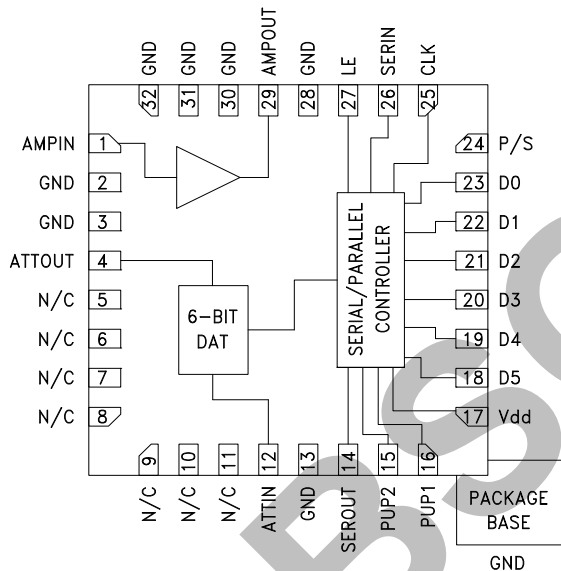 GND
GND
GND
AMPOUT
GND
LE
SERIN
CLK
32
31
30
29
28
27
26
25
AMPIN 1
GND 2
GND 3
ATTOUT 4
N/C 5
N/C 6
N/C 7
N/C 8
24 P/S
23 D0
22 D1
21 D2
20 D3
19 D4
18 D5
17 Vdd
6-BIT
DAT
SERIAL/PARALLEL
CONTROLLER
9
10
11
12
13
14
15
16
N/C
N/C
N/C
ATTIN
GND
SEROUT
PUP2
PUP1
PACKAGE
BASE
GND